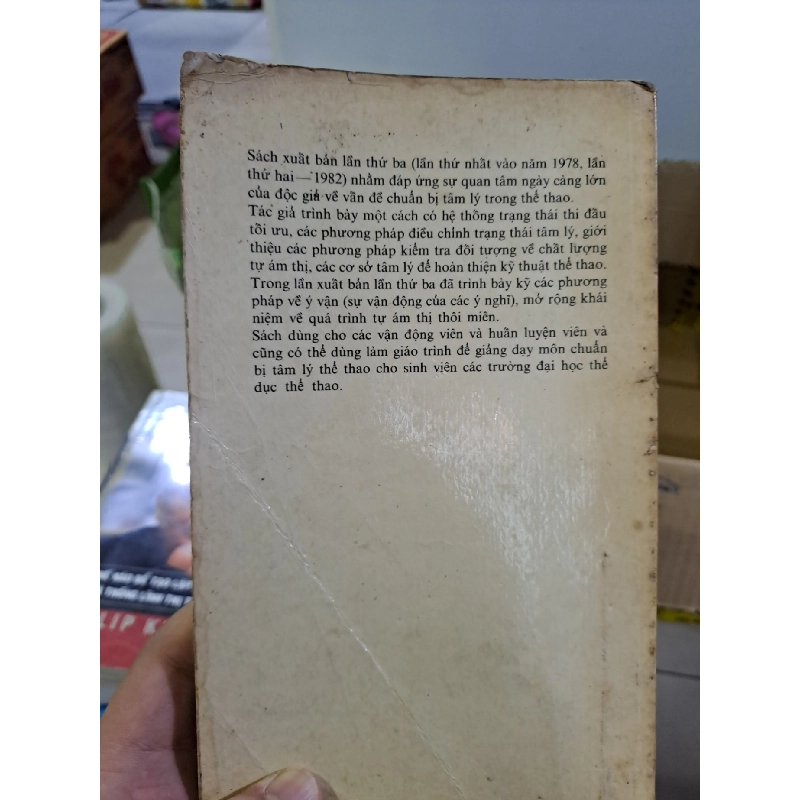 Sách xuất bản lần thứ ba (lần thứ nhất vào năm 1978, lần
thứ hai — 1982) nhằm đáp ứng sự quan tâm ngày càng lớn
của độc giả về vấn đề chuẩn bị tâm lý trong thể thao.
Tác giả trình bày một cách có hệ thống trạng thái thi đấu
tối ưu, các phương pháp điều chỉnh trạng thái tâm lý, giới
thiệu các phương pháp kiểm tra đối tượng về chất lượng
tự ám thị, các cơ sở tâm lý để hoàn thiện kỹ thuật thể thao.
Trong lần xuất bản lần thứ ba đã trình bày kỹ các phương
pháp về ý vận (sự vận động của các ý nghĩ), mở rộng khái
niệm về quá trình tự ám thị thôi miên.
Sách dùng cho các vận động viên và huấn luyện viên và
cũng có thể dùng làm giáo trình để giảng dạy môn chuẩn
bị tâm lý thể thao cho sinh viên các trường đại học thể
dục thể thao.